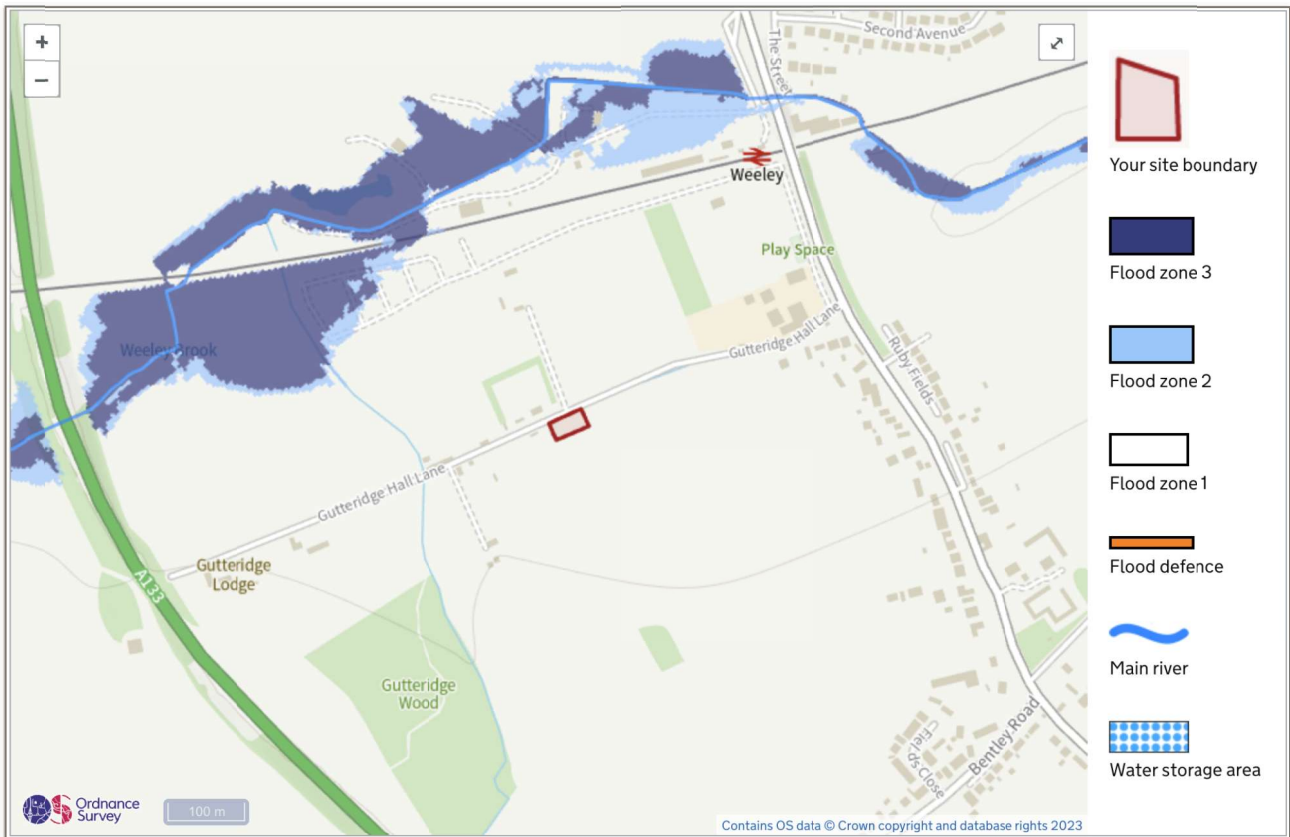 +
−
Second Avenue
The Street
Weeley
Play Space
Weeley Brook
Gutteridge Hall Lane
Ruby Fields
Gutteridge Hall Lane
Gutteridge
Lodge
A133
Gutteridge
Wood
Bentley Road
Fields Close
Ordnance
Survey
100 m
Contains OS data © Crown copyright and database rights 2023
Your site boundary
Flood zone 3
Flood zone 2
Flood zone 1
Flood defence
Main river
Water storage area